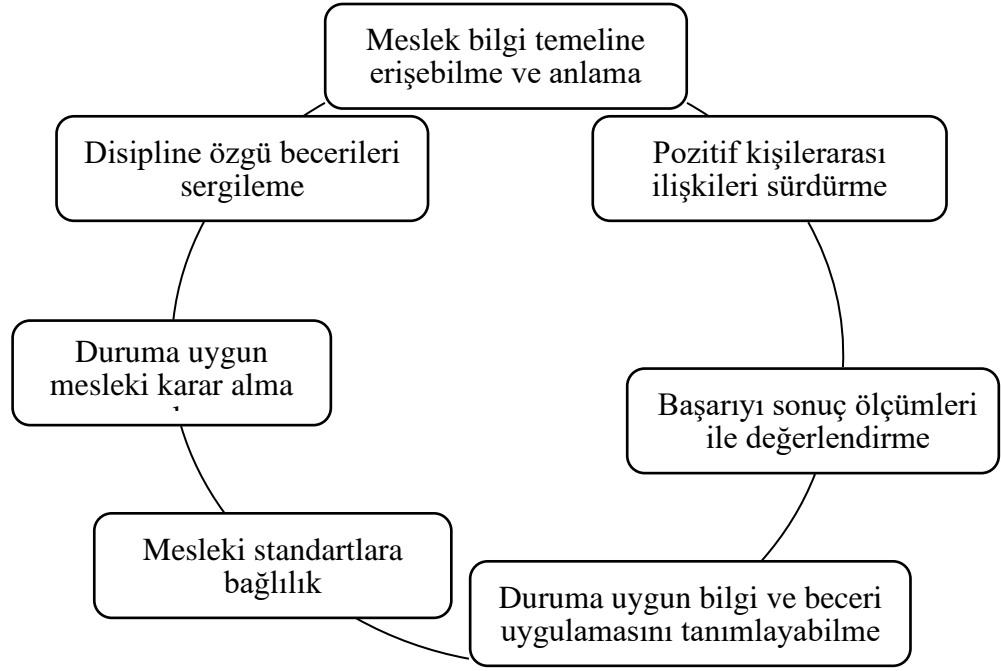 Meslek bilgi temeline
erişebilme ve anlama
Disipline özgü becerileri
sergileme
Pozitif kişilerarası
ilişkileri sürdürme
Duruma uygun
mesleki karar alma
Başarıyı sonuç ölçümleri
ile değerlendirme
Mesleki standartlara
bağlılık
Duruma uygun bilgi ve beceri
uygulamasını tanımlayabilme